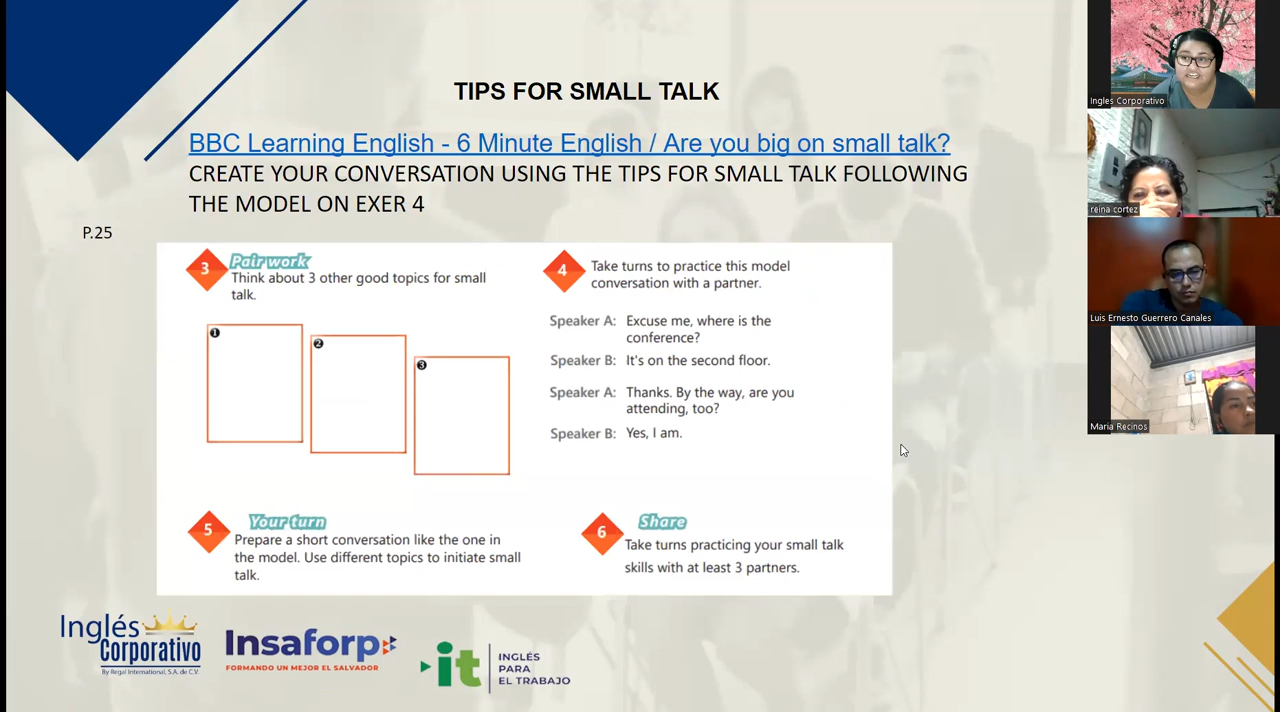 TIPS FOR SMALL TALK
BBC Learning English - 6 Minute English / Are you big on small talk?
CREATE YOUR CONVERSATION USING THE TIPS FOR SMALL TALK FOLLOWING
THE MODEL ON EXER 4
P.25
3 Pair work
Think about 3 other good topics for small
talk.
1
2
3
4 Take turns to practice this model
conversation with a partner.
Speaker A: Excuse me, where is the
conference?
Speaker B: It's on the second floor.
Speaker A: Thanks. By the way, are you
attending, too?
Speaker B: Yes, I am.
5 Your turn
Prepare a short conversation like the one in
the model. Use different topics to initiate small
talk.
6 Share
Take turns practicing your small talk
skills with at least 3 partners.
Inglés
Corporativo
By Regal International, S.A. de C.V.
Insaforp
FORMANDO UN MEJOR EL SALVADOR
it
INGLÉS
PARA
EL TRABAJO
Ingles Corporativo
reina cortez
Luis Ernesto Guerrero Canales
Maria Recinos